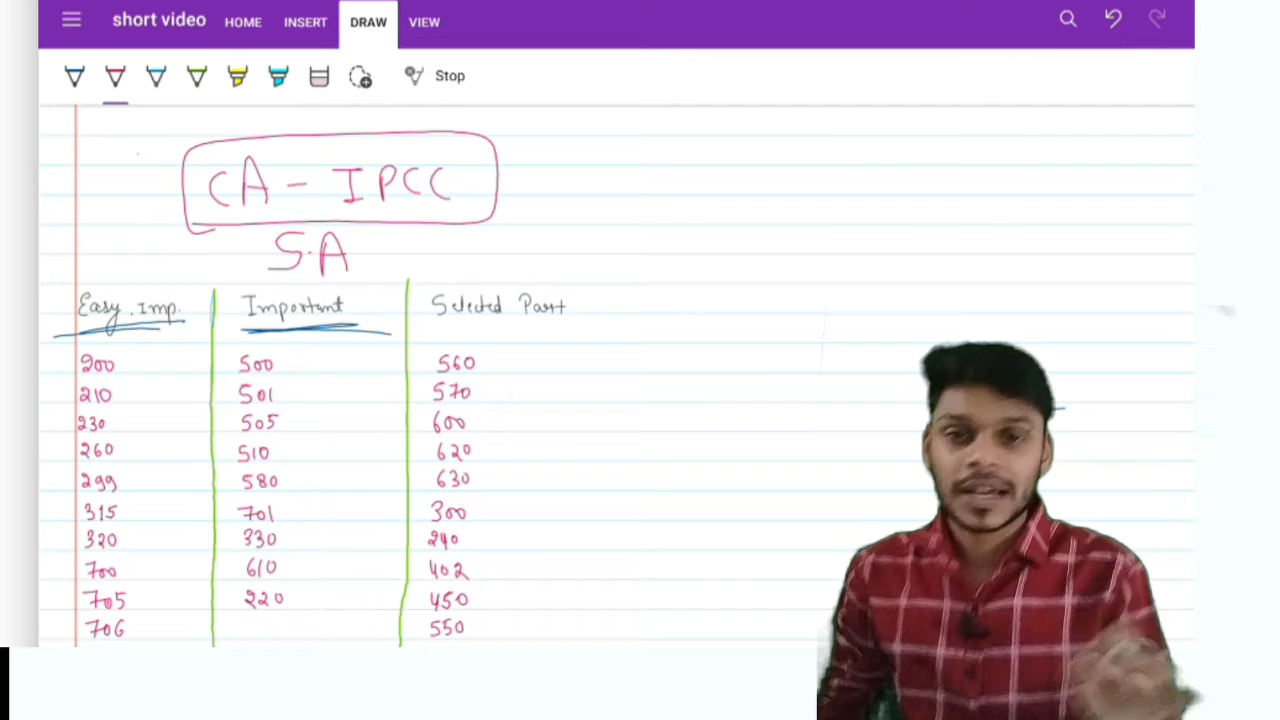 short video HOME INSERT DRAW VIEW
Stop
CA - IPCC
S.A
Easy. Imp. Important Selected Part
200 500 560
210 501 570
230 505 600
260 510 620
299 580 630
315 701 300
320 330 240
700 610 402
705 220 450
706 550